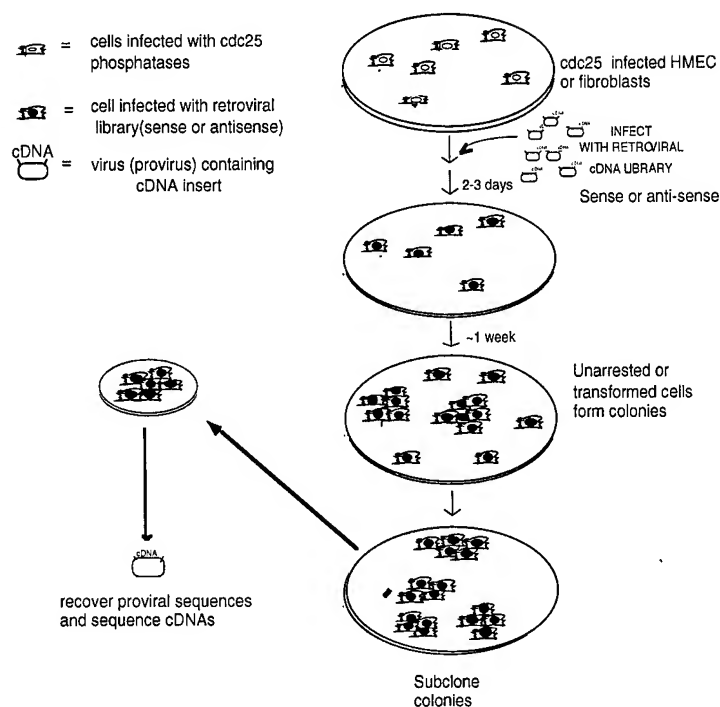 = cells infected with cdc25
phosphatases
= cell infected with retroviral
library(sense or antisense)
cDNA
= virus (provirus) containing
cDNA insert
cdc25 infected HMEC
or fibroblasts
INFECT
WITH RETROVIRAL
cDNA LIBRARY
2-3 days
Sense or anti-sense
~1 week
Unarrested or
transformed cells
form colonies
cDNA
recover proviral sequences
and sequence cDNAs
Subclone
colonies